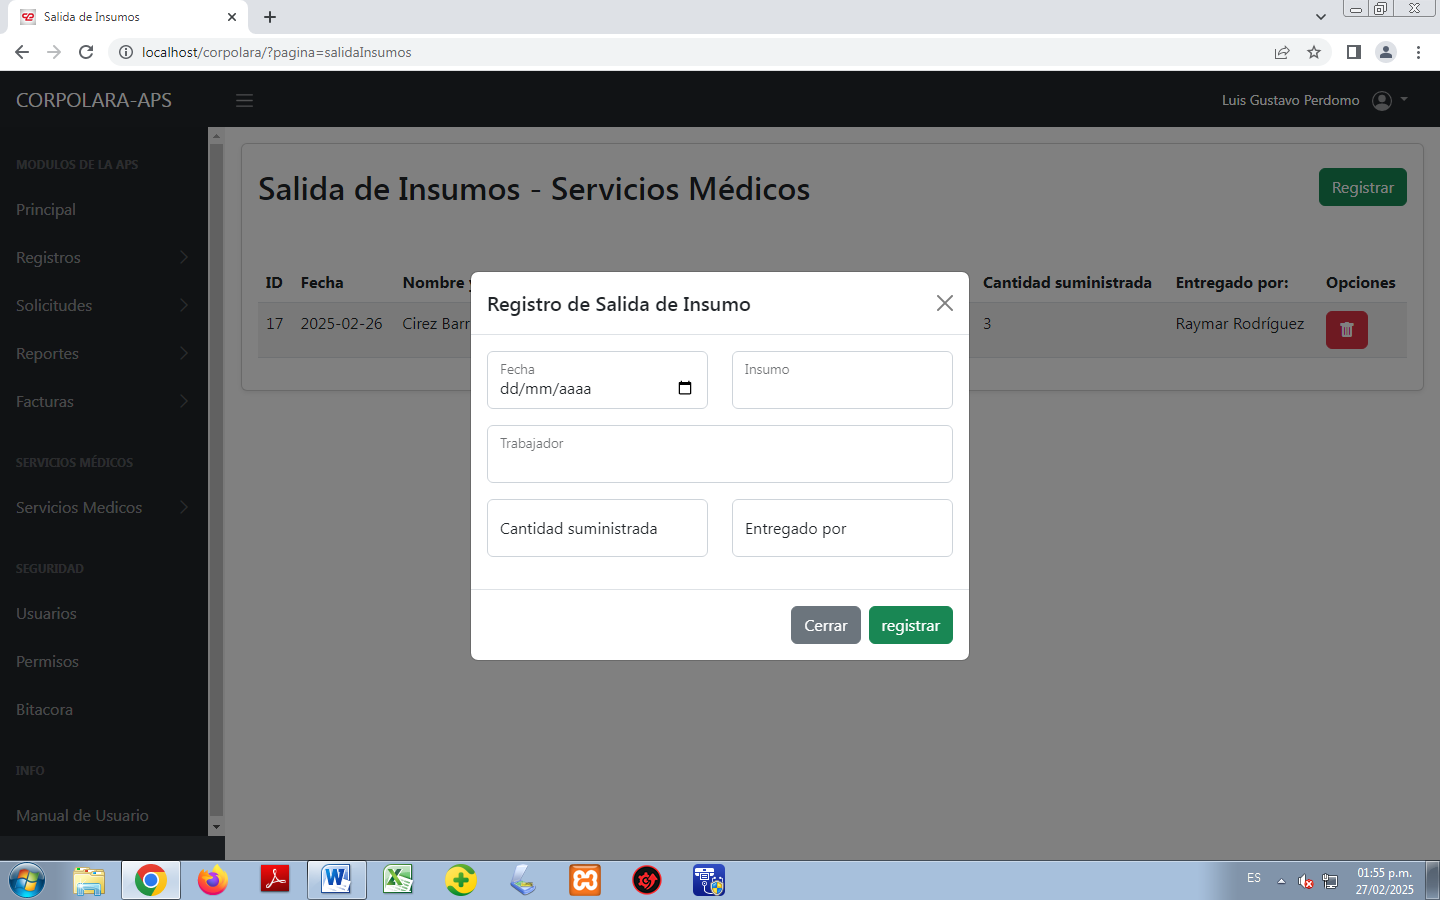 Salida de Insumos
localhost/corpolara/?pagina=salidaInsumos
CORPOLARA-APS
Luis Gustavo Perdomo
MODULOS DE LA APS
Principal
Registros
Solicitudes
Reportes
Facturas
SERVICIOS MÉDICOS
Servicios Medicos
SEGURIDAD
Usuarios
Permisos
Bitacora
INFO
Manual de Usuario
Salida de Insumos - Servicios Médicos
Registrar
ID Fecha Nombre Cantidad suministrada Entregado por: Opciones
17 2025-02-26 Cirez 3 Raymar Rodríguez
Registro de Salida de Insumo
Fecha
dd/mm/aaaa
Insumo
Trabajador
Cantidad suministrada
Entregado por
Cerrar
registrar
ES
01:55 p.m.
27/02/2025